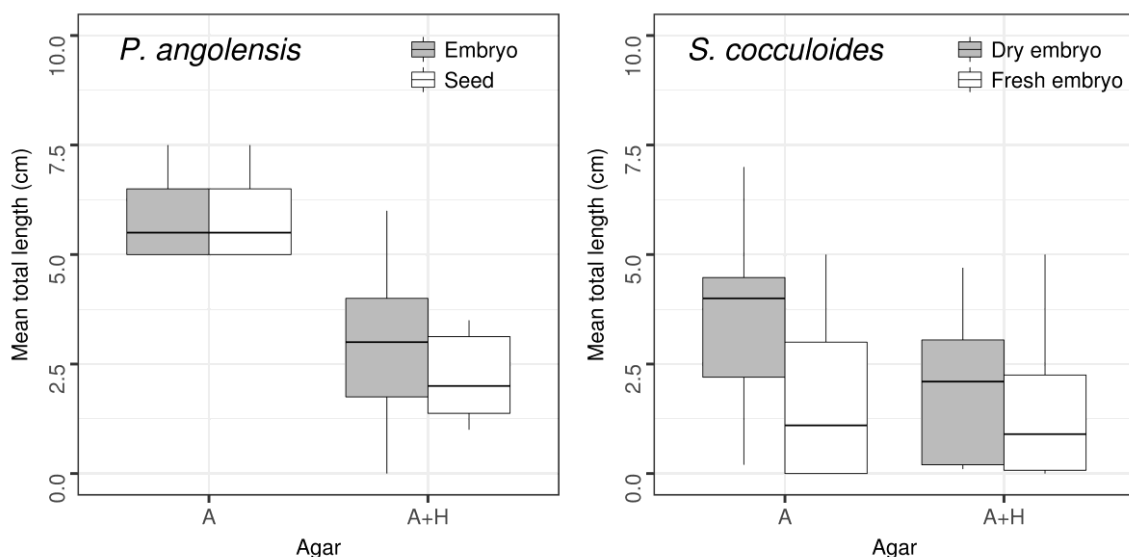 P. angolensis
Embryo
Seed
Mean total length (cm)
10.0
7.5
5.0
2.5
0.0
A
A+H
Agar
S. cocculoides
Dry embryo
Fresh embryo
Mean total length (cm)
10.0
7.5
5.0
2.5
0.0
A
A+H
Agar